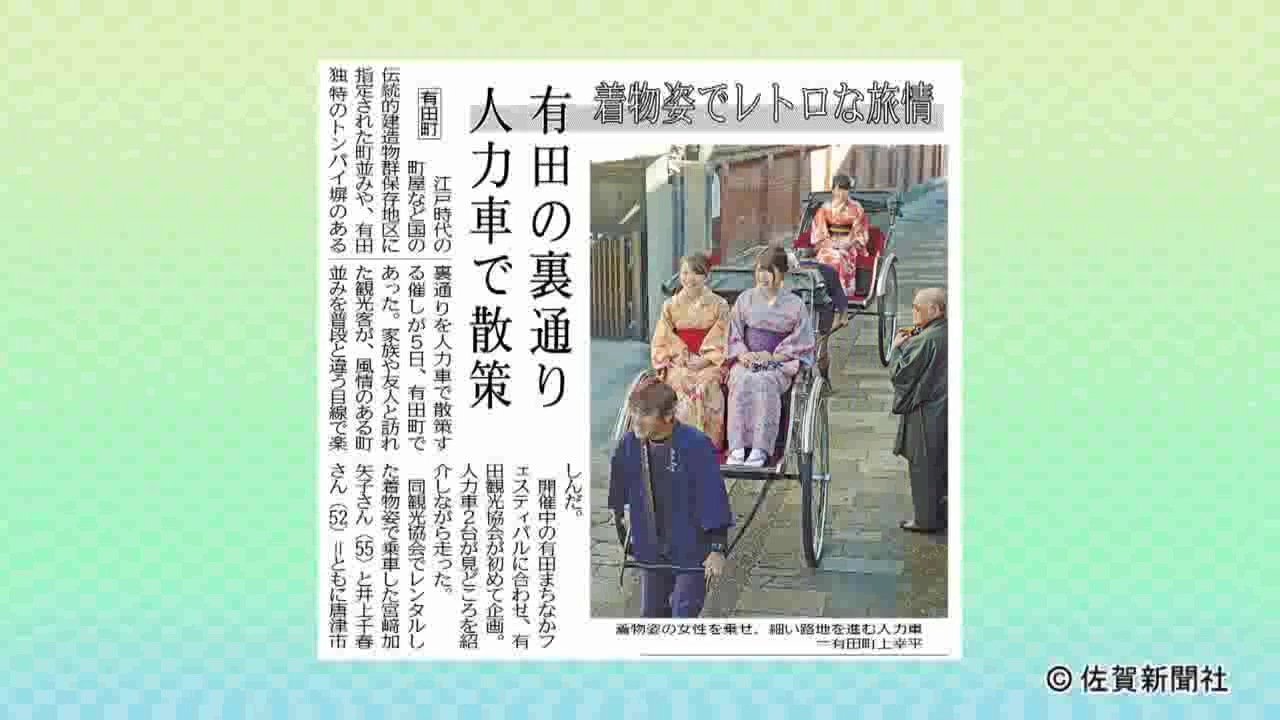 着物姿でレトロな旅情
有田の裏通り
人力車で散策
有田町
江戸時代の
町屋など国の
伝統的建造物群保存地区に
指定された町並みや、有田
独特のトンバイ塀のある
裏通りを人力車で散策す
る催しが5日、有田町で
あった。家族や友人と訪れ
た観光客が、風情のある町
並みを普段と違う目線で楽
しんだ。
開催中の有田まちなかフ
ェスティバルに合わせ、有
田観光協会が初めて企画。
人力車2台が見どころを紹
介しながら走った。
同観光協会でレンタルし
た着物姿で乗車した宮﨑加
矢子さん(55)と井上千春
さん(52)=ともに唐津市
着物姿の女性を乗せ、細い路地を進む人力車
=有田町上幸平
© 佐賀新聞社